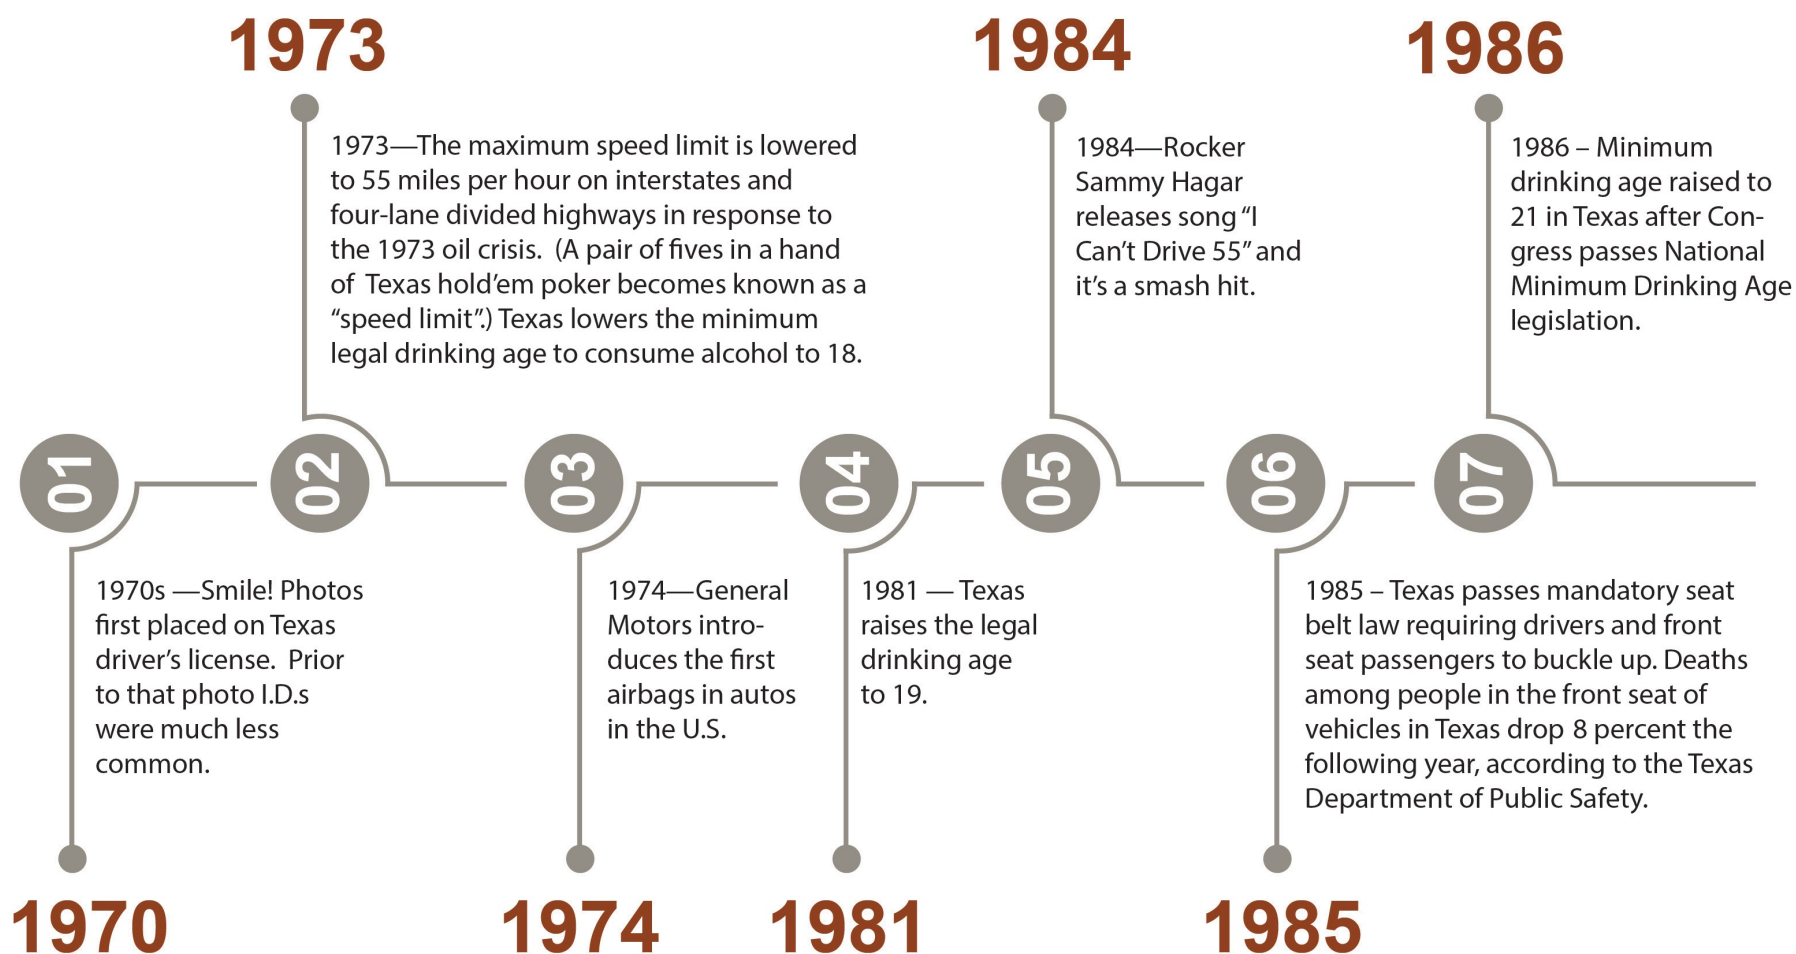 1973
1984
1986
1973—The maximum speed limit is lowered
to 55 miles per hour on interstates and
four-lane divided highways in response to
the 1973 oil crisis.  (A pair of fives in a hand
of  Texas hold’em poker becomes known as a
“speed limit”.) Texas lowers the minimum
legal drinking age to consume alcohol to 18.
1984—Rocker
Sammy Hagar
releases song “I
Can’t Drive 55” and
it’s a smash hit.
1986 – Minimum
drinking age raised to
21 in Texas after Con-
gress passes National
Minimum Drinking Age
legislation.
01
02
03
04
05
06
07
1970s —Smile! Photos
first placed on Texas
driver’s license.  Prior
to that photo I.D.s
were much less
common.
1974—General
Motors intro-
duces the first
airbags in autos
in the U.S.
1981 — Texas
raises the legal
drinking age
to 19.
1985 – Texas passes mandatory seat
belt law requiring drivers and front
seat passengers to buckle up. Deaths
among people in the front seat of
vehicles in Texas drop 8 percent the
following year, according to the Texas
Department of Public Safety.
1970
1974
1981
1985